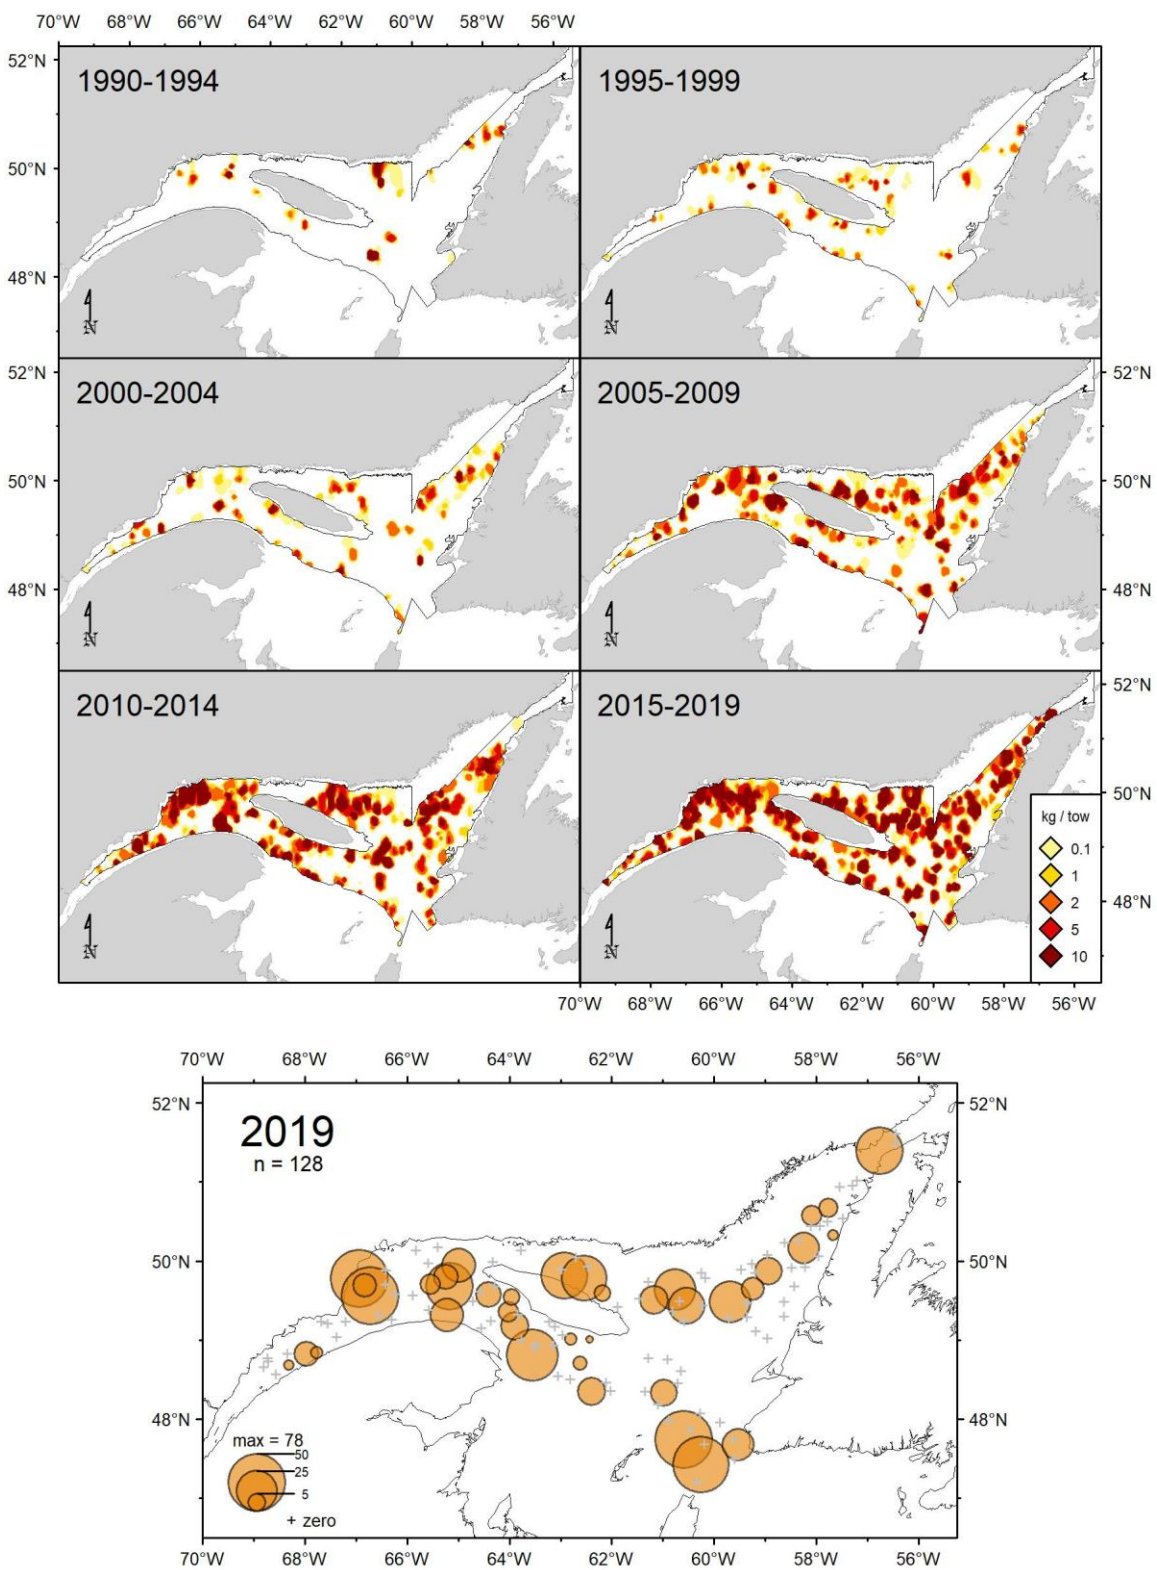 70°W 68°W 66°W 64°W 62°W 60°W 58°W 56°W
52°N 1990-1994 1995-1999
50°N
48°N
N N
52°N 2000-2004 2005-2009 52°N
50°N 50°N
48°N 48°N
N N
2010-2014 2015-2019 52°N
50°N
kg / tow
0.1
1
2 48°N
5
10
N N
70°W 68°W 66°W 64°W 62°W 60°W 58°W 56°W
70°W 68°W 66°W 64°W 62°W 60°W 58°W 56°W
52°N 2019 52°N
n = 128
50°N 50°N
48°N 48°N
max = 78
50
25
5
+ zero
70°W 68°W 66°W 64°W 62°W 60°W 58°W 56°W